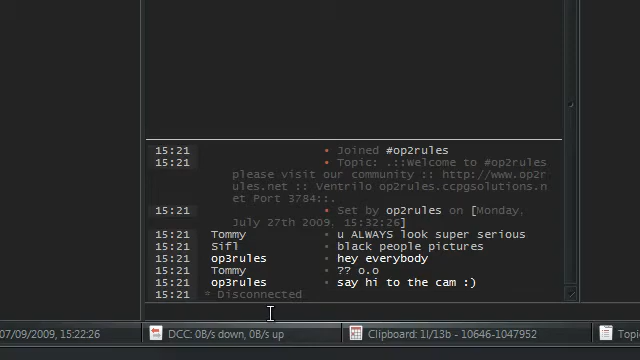 15:21 • Joined #op2rules
15:21 • Topic: .::Welcome to #op2rules
please visit our community :: http://www.op2r
ules.net :: Ventrilo op2rules.ccpgsolutions.n
et Port 3784::.
15:21 • Set by op2rules on [Monday,
July 27th 2009, 15:32:26]
15:21 Tommy • u ALWAYS look super serious
15:21 Sifl • black people pictures
15:21 op3rules • hey everybody
15:21 Tommy • ?? o.o
15:21 op3rules • say hi to the cam :)
15:21 * Disconnected
07/09/2009, 15:22:26 DCC: 0B/s down, 0B/s up Clipboard: 1l/13b - 10646-1047952 Topi